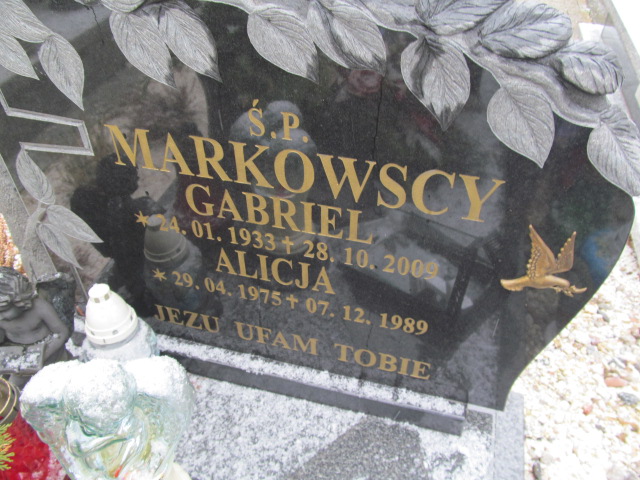 Ś.P.
MARKOWSCY
GABRIEL
* 24. 01. 1933 + 28. 10. 2009
ALICJA
* 29. 04. 1975 + 07. 12. 1989
JEZU UFAM TOBIE